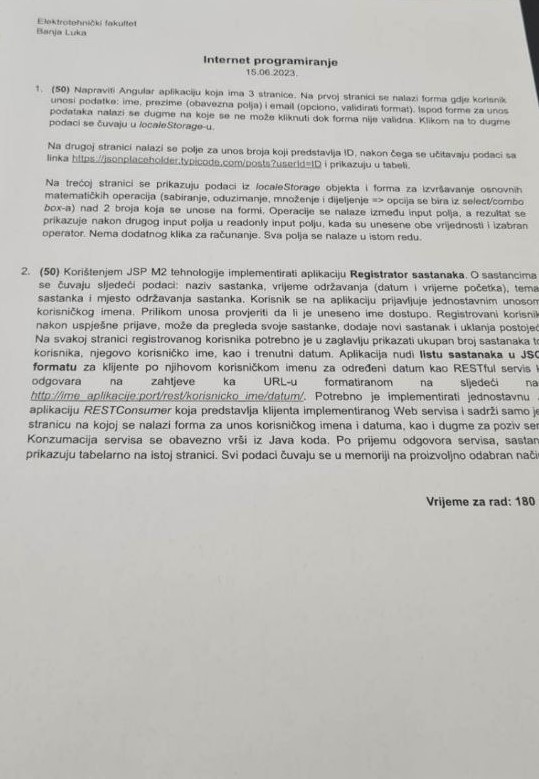 Elektrotehnički fakultet
Banja Luka
Internet programiranje
15.06.2023.
1. (50) Napraviti Angular aplikaciju koja ima 3 stranice. Na prvoj stranici se nalazi forma gdje korisnik
unosi podatke: ime, prezime (obavezna polja) i email (opciono, validirati format). Ispod forme za unos
podataka nalazi se dugme na koje se ne može kliknuti dok forma nije validna. Klikom na to dugme
podaci se čuvaju u localeStorage-u.
Na drugoj stranici nalazi se polje za unos broja koji predstavlja ID, nakon čega se učitavaju podaci sa
linka https://jsonplaceholder.typicode.com/posts?userId=ID i prikazuju u tabeli.
Na trećoj stranici se prikazuju podaci iz localeStorage objekta i forma za izvršavanje osnovnih
matematičkih operacija (sabiranje, oduzimanje, množenje i dijeljenje => opcija se bira iz select/combo
box-a) nad 2 broja koja se unose na formi. Operacije se nalaze između input polja, a rezultat se
prikazuje nakon drugog input polja u readonly input polju, kada su unesene obe vrijednosti i izabran
operator. Nema dodatnog klika za računanje. Sva polja se nalaze u istom redu.
2. (50) Korištenjem JSP M2 tehnologije implementirati aplikaciju Registrator sastanaka. O sastancima
se čuvaju sljedeći podaci: naziv sastanka, vrijeme održavanja (datum i vrijeme početka), tema
sastanka i mjesto održavanja sastanka. Korisnik se na aplikaciju prijavljuje jednostavnim unosom
korisničkog imena. Prilikom unosa provjeriti da li je uneseno ime dostupo. Registrovani korisnik
nakon uspješne prijave, može da pregleda svoje sastanke, dodaje novi sastanak i uklanja postojeć
Na svakoj stranici registrovanog korisnika potrebno je u zaglavlju prikazati ukupan broj sastanaka to
korisnika, njegovo korisničko ime, kao i trenutni datum. Aplikacija nudi listu sastanaka u JSO
formatu za klijente po njihovom korisničkom imenu za određeni datum kao RESTful servis k
odgovara na zahtjeve ka URL-u formatiranom na sljedeći na
http://ime_aplikacije:port/rest/korisnicko_ime/datum/. Potrebno je implementirati jednostavnu
aplikaciju RESTConsumer koja predstavlja klijenta implementiranog Web servisa i sadrži samo je
stranicu na kojoj se nalazi forma za unos korisničkog imena i datuma, kao i dugme za poziv ser
Konzumacija servisa se obavezno vrši iz Java koda. Po prijemu odgovora servisa, sastan
prikazuju tabelarno na istoj stranici. Svi podaci čuvaju se u memoriji na proizvoljno odabran nači
Vrijeme za rad: 180